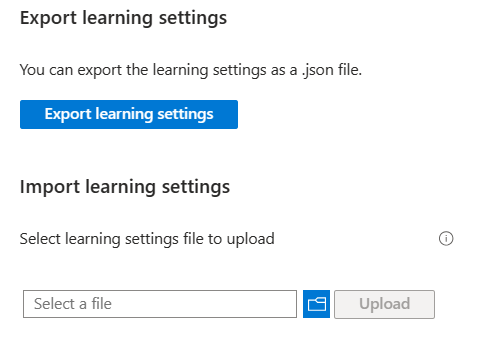 Export learning settings
You can export the learning settings as a .json file.
Export learning settings
Import learning settings
Select learning settings file to upload
Select a file
Upload